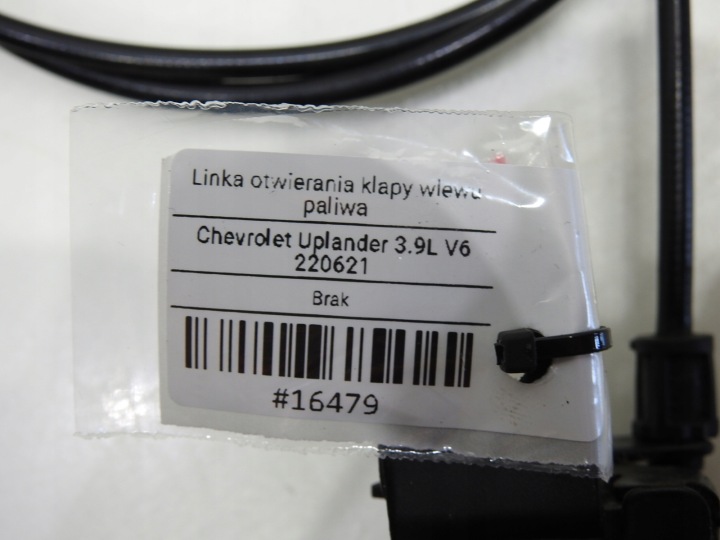 Linka otwierania klapy wlewu
paliwa
Chevrolet Uplander 3.9L V6
220621
Brak
#16479